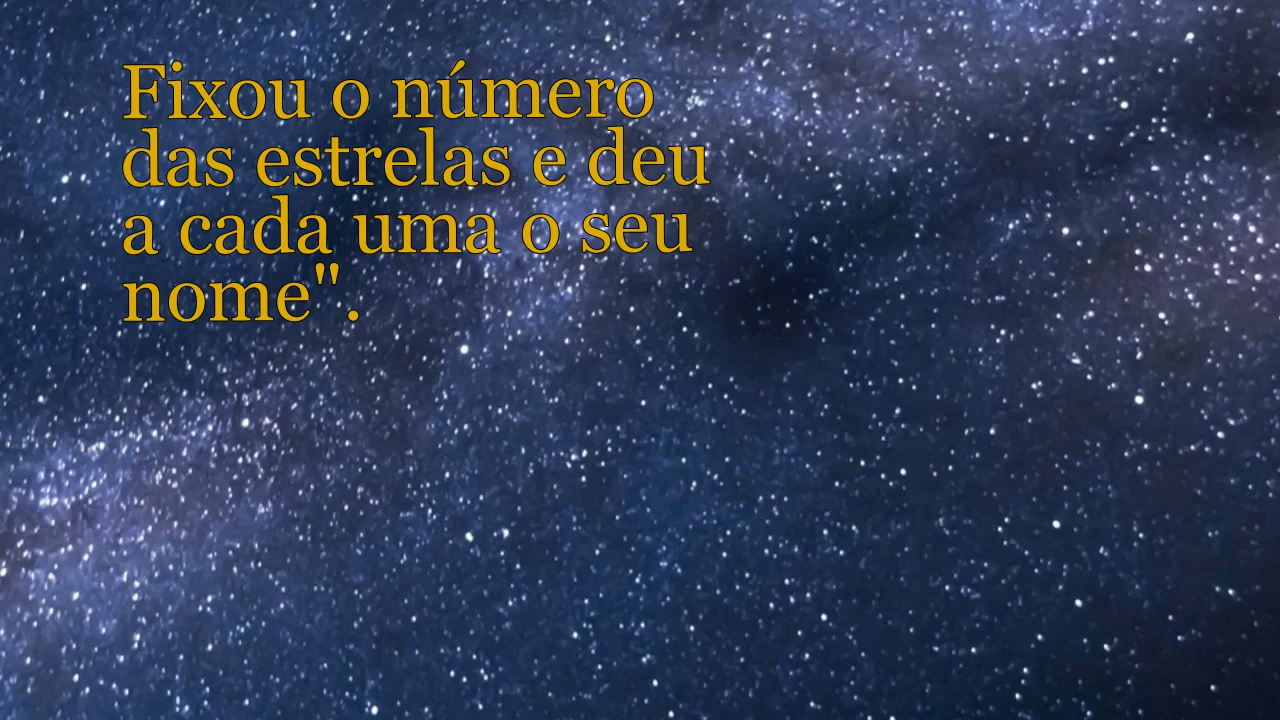 Fixou o número
das estrelas e deu
a cada uma o seu
nome".